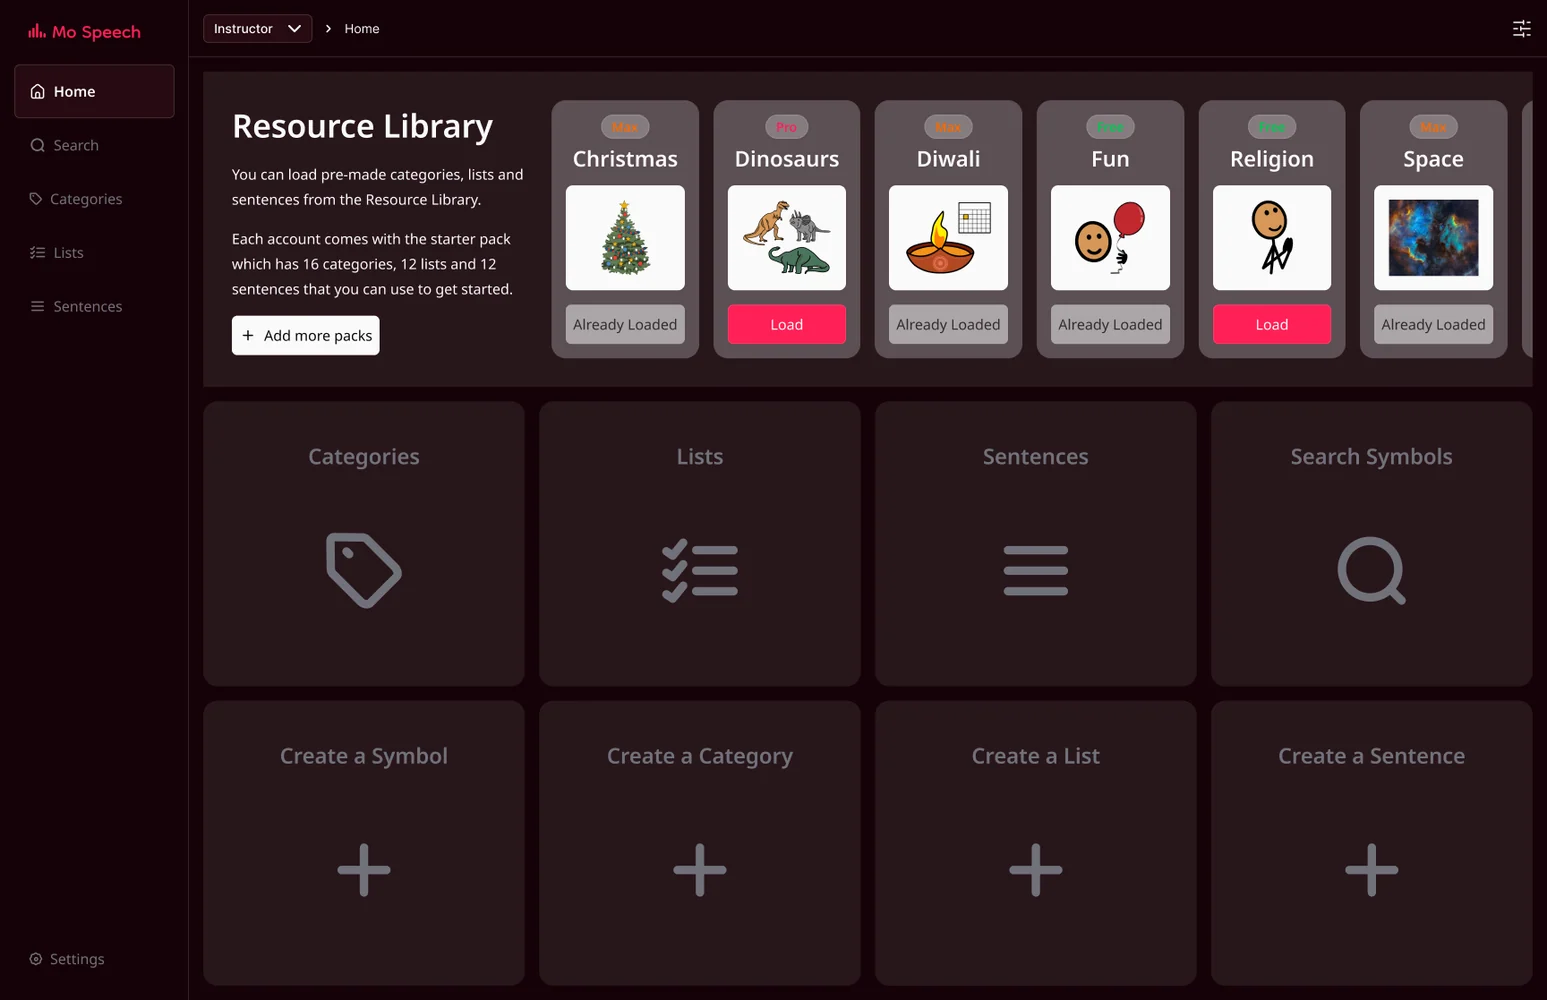 Mo Speech
Instructor
Home
Home
Search
Categories
Lists
Sentences
Settings
Resource Library
You can load pre-made categories, lists and
sentences from the Resource Library.
Each account comes with the starter pack
which has 16 categories, 12 lists and 12
sentences that you can use to get started.
+ Add more packs
Max
Christmas
Already Loaded
Pro
Dinosaurs
Load
Max
Diwali
Already Loaded
Free
Fun
Already Loaded
Free
Religion
Load
Max
Space
Already Loaded
Categories
Lists
Sentences
Search Symbols
Create a Symbol
Create a Category
Create a List
Create a Sentence